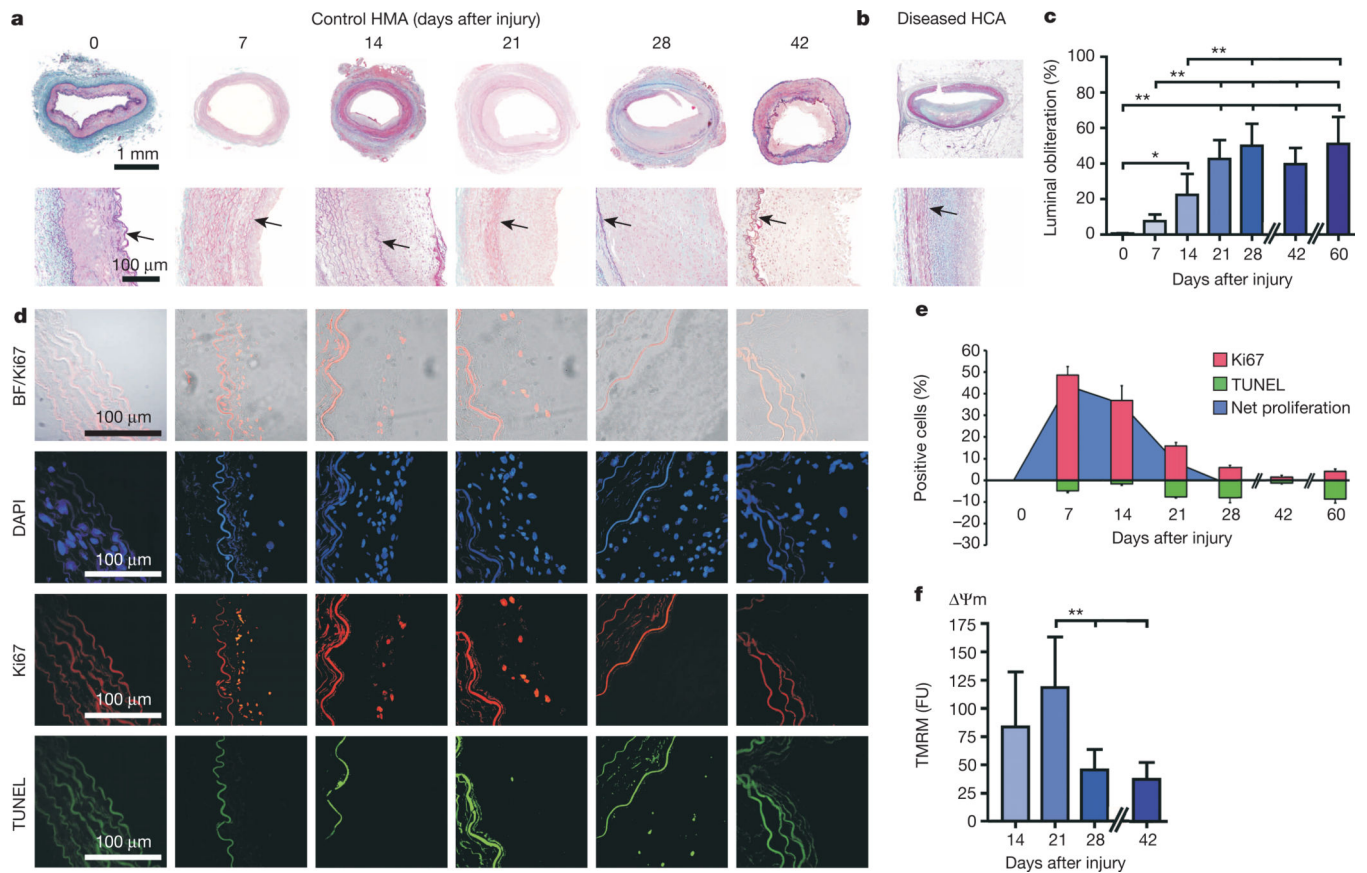 a
Control HMA (days after injury)
0 7 14 21 28 42
1 mm
100 μm
b
Diseased HCA
c
Luminal obliteration (%)
100
80
60
40
20
0
**
**
**
*
0 7 14 21 28 42 60
Days after injury
d
BF/Ki67
100 μm
DAPI
100 μm
Ki67
100 μm
TUNEL
100 μm
e
Positive cells (%)
60
50
40
30
20
10
0
−10
−20
−30
Ki67
TUNEL
Net proliferation
0 7 14 21 28 42 60
Days after injury
f
ΔΨm
TMRM (FU)
175
150
125
100
75
50
25
0
**
14 21 28 42
Days after injury